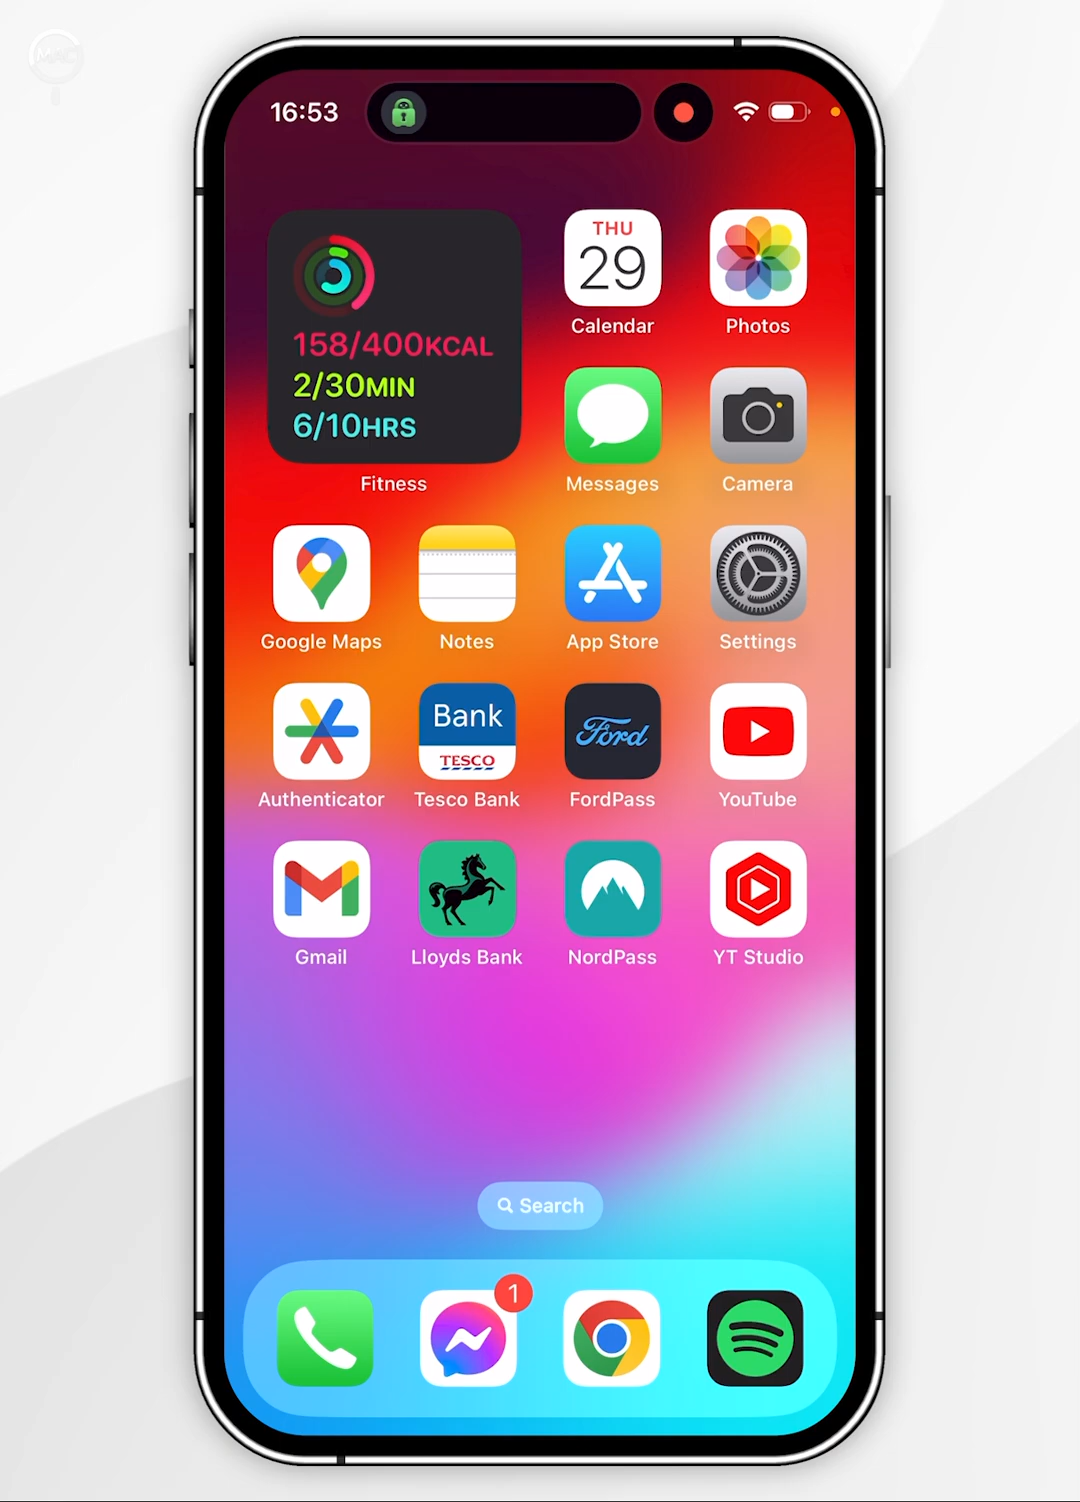 MAC
16:53
158/400KCAL
2/30MIN
6/10HRS
Fitness
THU
29
Calendar
Photos
Messages
Camera
Google Maps
Notes
App Store
Settings
Bank
TESCO
Ford
Authenticator
Tesco Bank
FordPass
YouTube
Gmail
Lloyds Bank
NordPass
YT Studio
Search
1